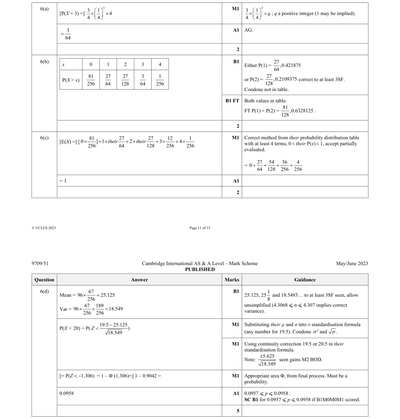 6(a)
[P(X = 3) =] 3/4 × (1/4)^3 × 4
M1
3/4 × (1/4)^3 × q ; q a positive integer (1 may be implied).
= 3/64
A1
AG.
2
6(b)
x 0 1 2 3 4
P(X = x) 81/256 27/64 27/128 3/64 1/256
B1
Either P(1) = 27/64, 0.421875
or P(2) = 27/128, 0.2109375 correct to at least 3SF.
Condone not in table.
B1 FT
Both values in table.
FT P(1) + P(2) = 81/128, 0.6328125 .
2
6(c)
[E(X) =] [0 × 81/256] + 1 × their 27/64 + 2 × their 27/128 + 3 × 12/256 + 4 × 1/256
M1
Correct method from their probability distribution table
with at least 4 terms, 0 < their P(x) < 1, accept partially
evaluated.
= 0 + 27/64 + 54/128 + 36/256 + 4/256
= 1
A1
2
© UCLES 2023
Page 11 of 15
9709/51
Cambridge International AS & A Level – Mark Scheme
PUBLISHED
May/June 2023
Question Answer Marks Guidance
6(d)
Mean = 96 × 67/256 = 25.125
Var = 96 × 67/256 × 189/256 = 18.549
B1
25.125, 25 1/8 and 18.5493... to at least 3SF seen, allow
unsimplified (4.3068 ⩽ σ ⩽ 4.307 implies correct
variance).
P(X < 20) = P( Z < (19.5 – 25.125)/√18.549 )
M1
Substituting their μ and σ into ± standardisation formula
(any number for 19.5). Condone σ² and √σ.
M1
Using continuity correction 19.5 or 20.5 in their
standardisation formula.
Note: ±5.625/√18.549 seen gains M2 BOD.
[= P(Z < –1.306) = 1 – Φ (1.306)=] 1 – 0.9042 =
M1
Appropriate area Φ, from final process. Must be a
probability.
0.0958
A1
0.0957 ⩽ p ⩽ 0.0958 .
SC B1 for 0.0957 ⩽ p ⩽ 0.0958 if B1M0M0M1 scored.
5